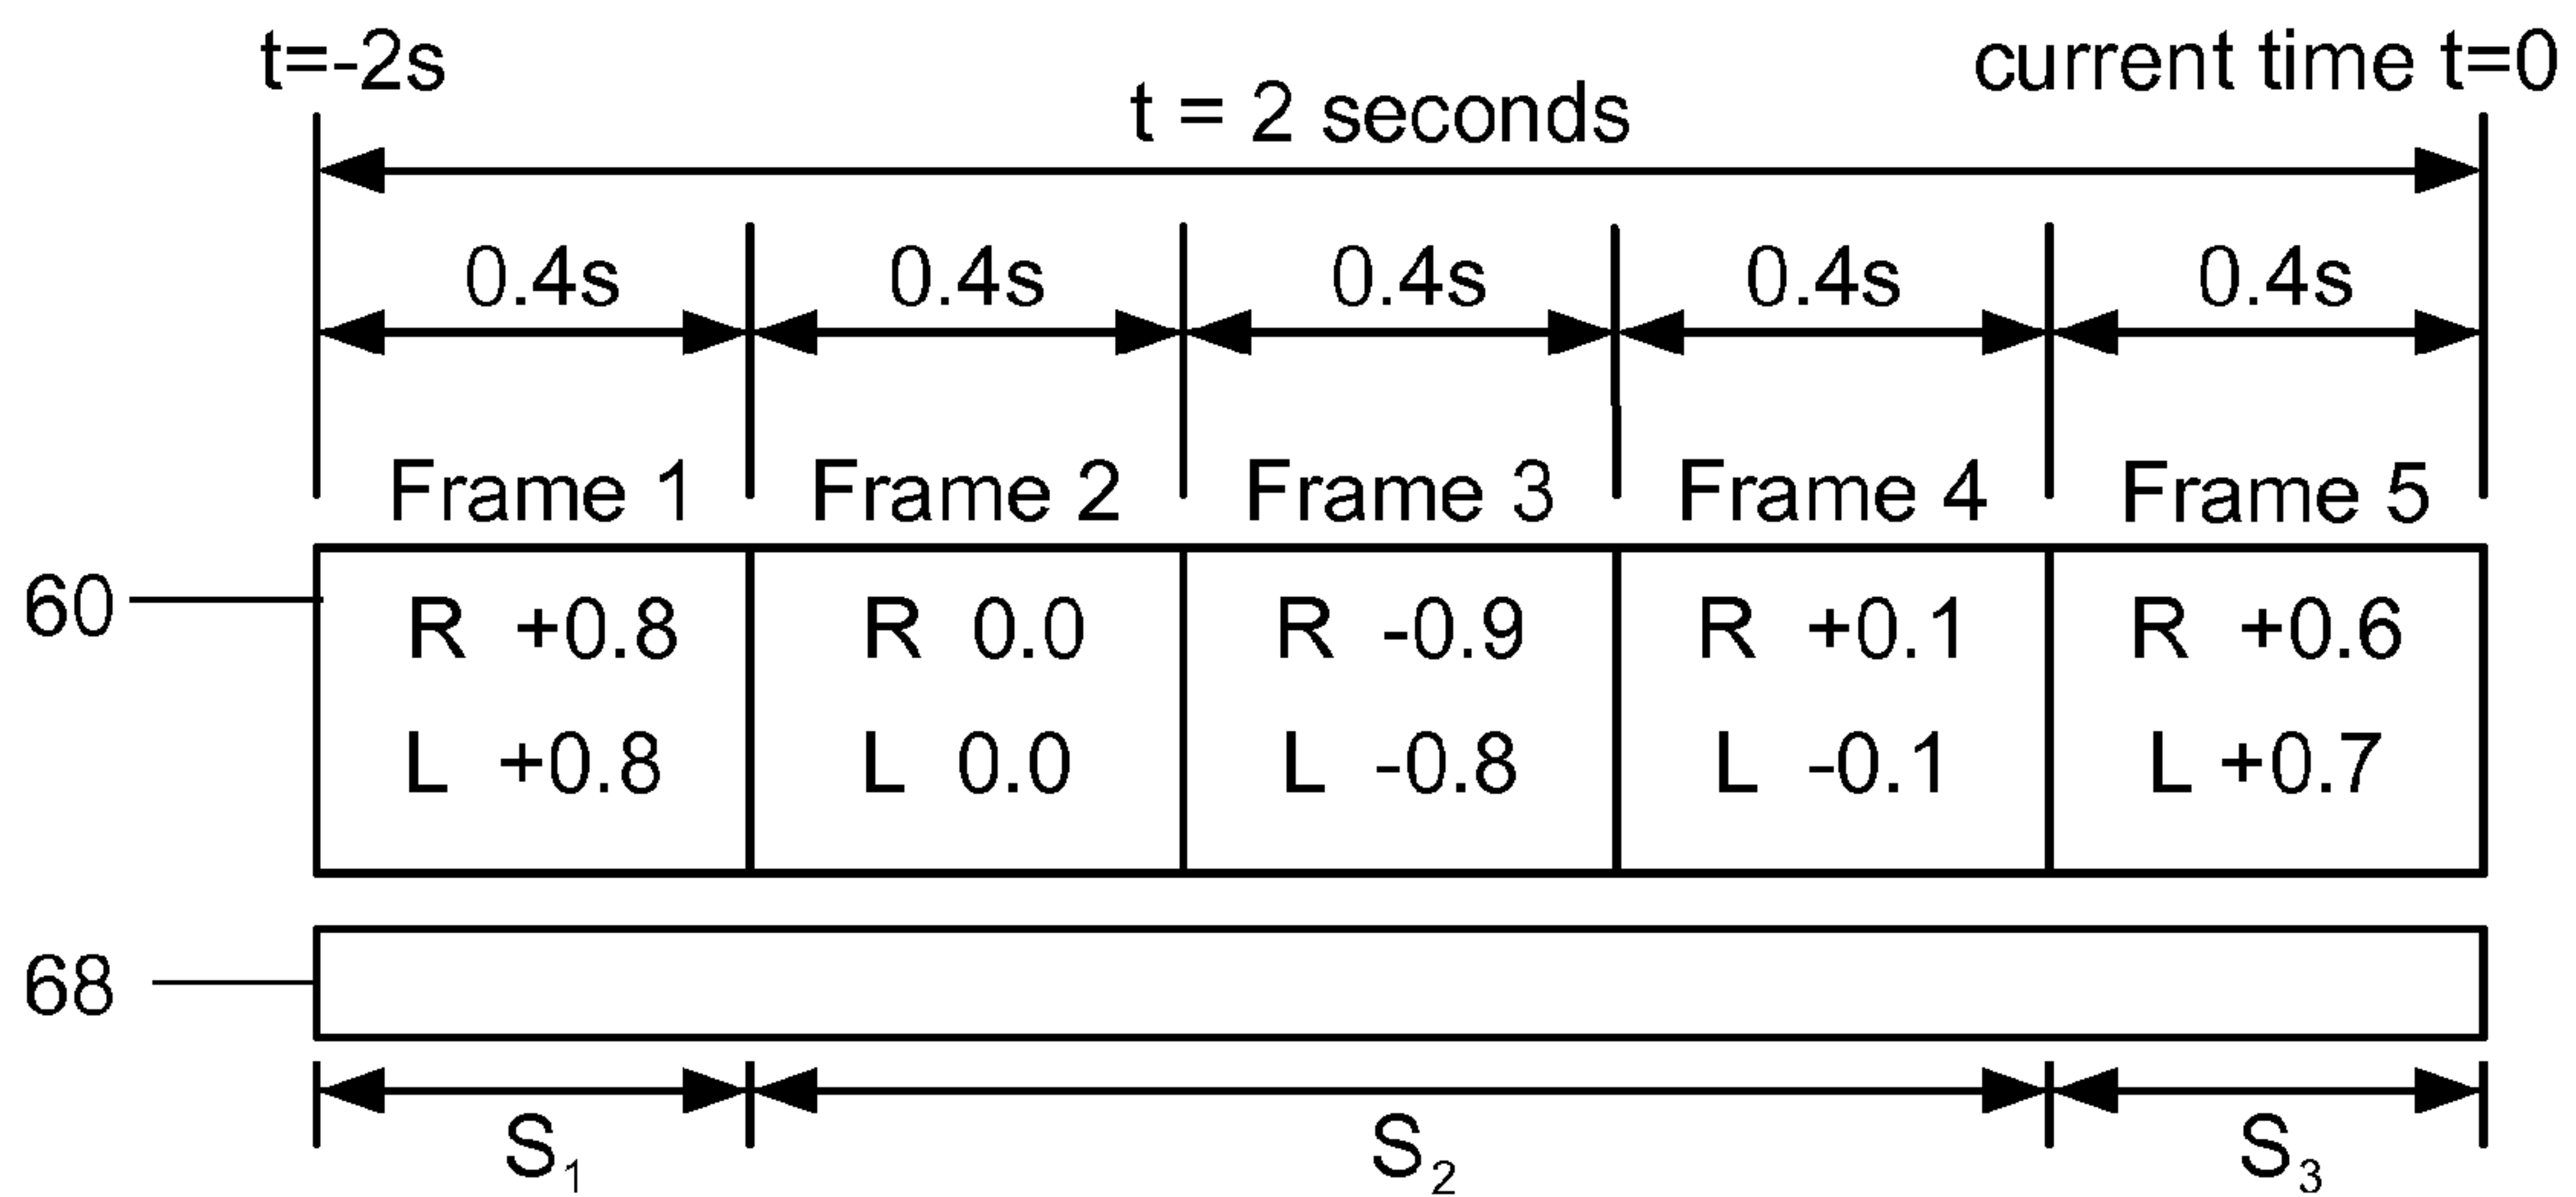 t=-2s
current time t=0
t = 2 seconds
0.4s 0.4s 0.4s 0.4s 0.4s
Frame 1 Frame 2 Frame 3 Frame 4 Frame 5
60
R +0.8 R 0.0 R -0.9 R +0.1 R +0.6
L +0.8 L 0.0 L -0.8 L -0.1 L +0.7
68
S₁ S₂ S₃